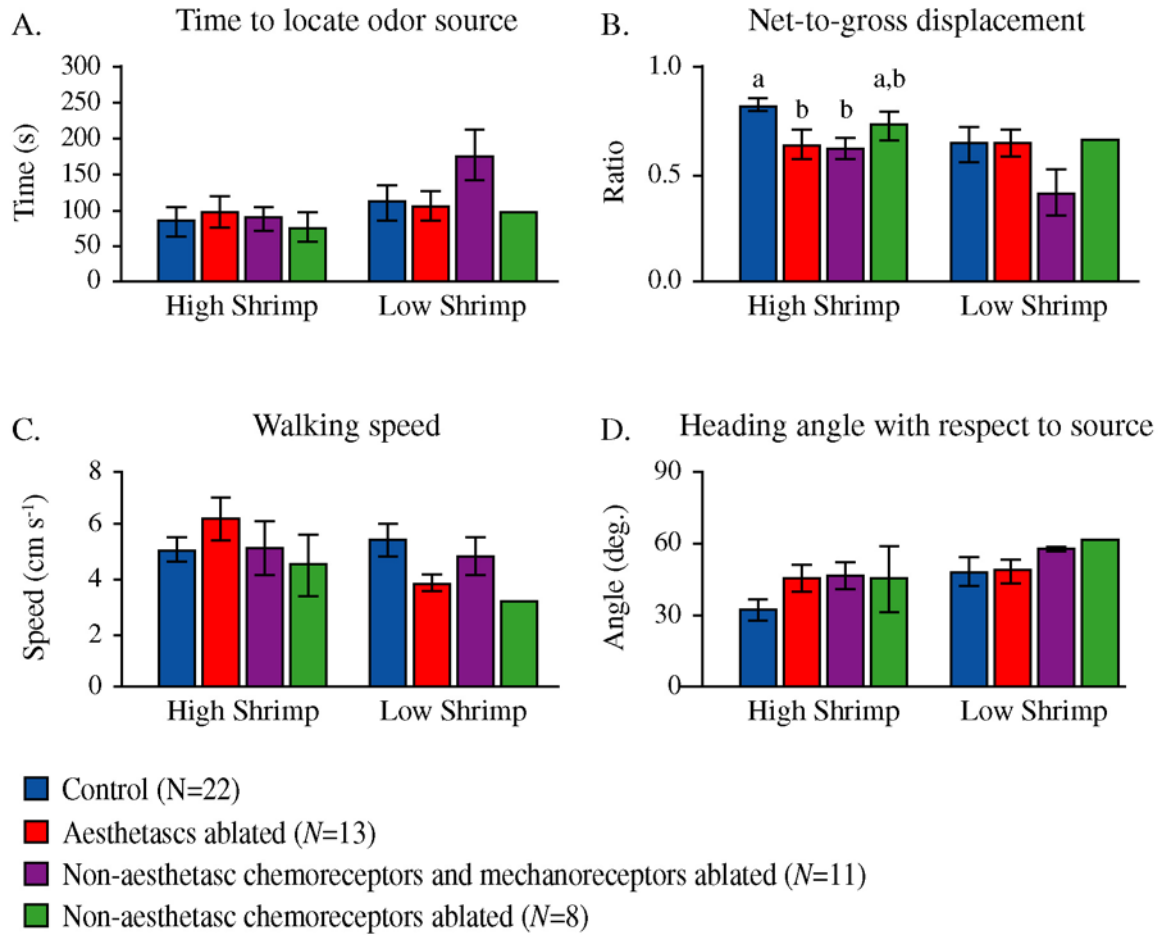 A. Time to locate odor source
300
250
200
150
100
50
0
Time (s)
High Shrimp Low Shrimp
B. Net-to-gross displacement
1.0
0.5
0.0
Ratio
a
b
b
a,b
High Shrimp Low Shrimp
C. Walking speed
8
6
4
2
0
Speed (cm s⁻¹)
High Shrimp Low Shrimp
D. Heading angle with respect to source
90
60
30
0
Angle (deg.)
High Shrimp Low Shrimp
Control (N=22)
Aesthetascs ablated (N=13)
Non-aesthetasc chemoreceptors and mechanoreceptors ablated (N=11)
Non-aesthetasc chemoreceptors ablated (N=8)